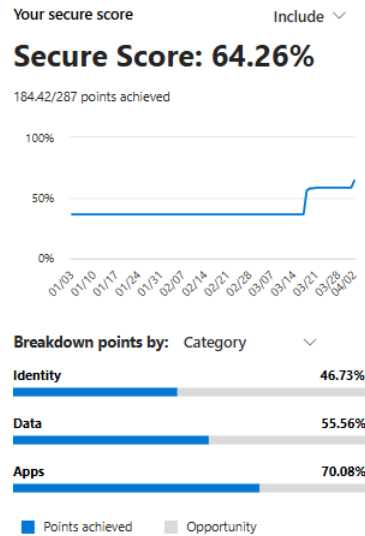 Your secure score Include
Secure Score: 64.26%
184.42/287 points achieved
100%
50%
0%
01/03 01/10 01/17 01/24 01/31 02/07 02/14 02/21 02/28 03/07 03/14 03/21 03/28 04/02
Breakdown points by: Category
Identity 46.73%
Data 55.56%
Apps 70.08%
Points achieved Opportunity